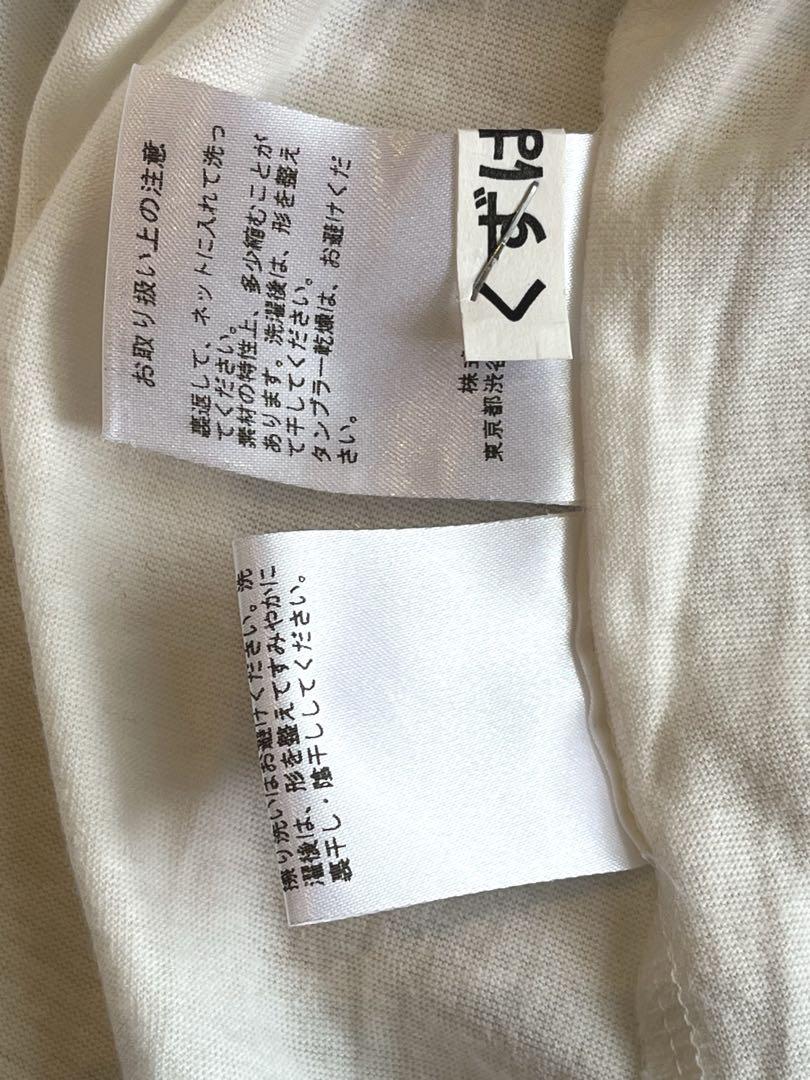 お取り扱い上の注意
裏返して、ネットに入れて洗っ
てください。
素材の特性上、多少縮むことが
あります。洗濯後は、形を整え
て干してください。
タンブラー乾燥は、お避けくだ
さい。
くずは
東京都渋谷
擦り洗いはお避けください。洗
濯後は、形を整えてすみやかに
裏干し・陰干ししてください。